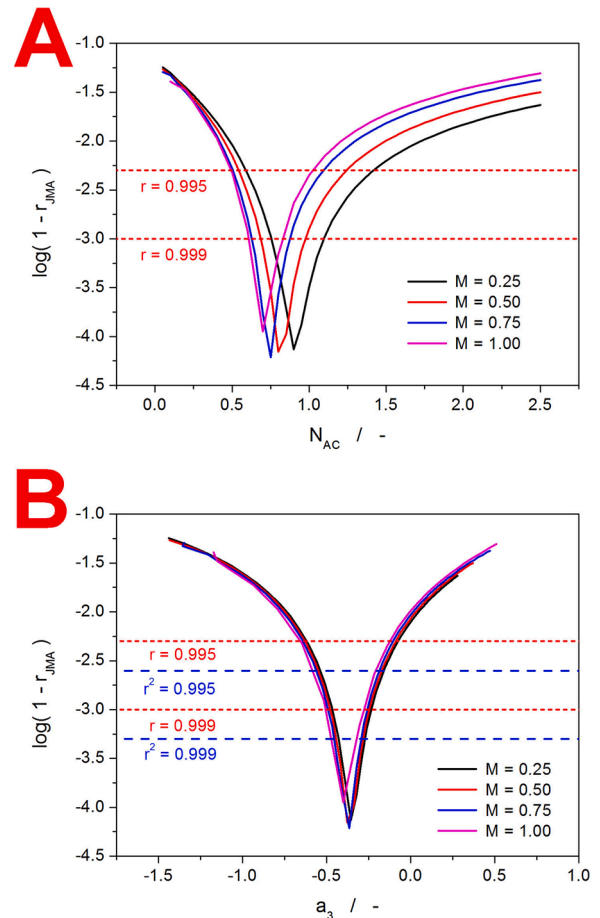 A
-1.0
-1.5
-2.0
-2.5
-3.0
-3.5
-4.0
-4.5
log( 1 - r_JMA)
r = 0.995
r = 0.999
M = 0.25
M = 0.50
M = 0.75
M = 1.00
0.0 0.5 1.0 1.5 2.0 2.5
N_AC / -
B
-1.0
-1.5
-2.0
-2.5
-3.0
-3.5
-4.0
-4.5
log( 1 - r_JMA)
r = 0.995
r² = 0.995
r = 0.999
r² = 0.999
M = 0.25
M = 0.50
M = 0.75
M = 1.00
-1.5 -1.0 -0.5 0.0 0.5 1.0
a₃ / -